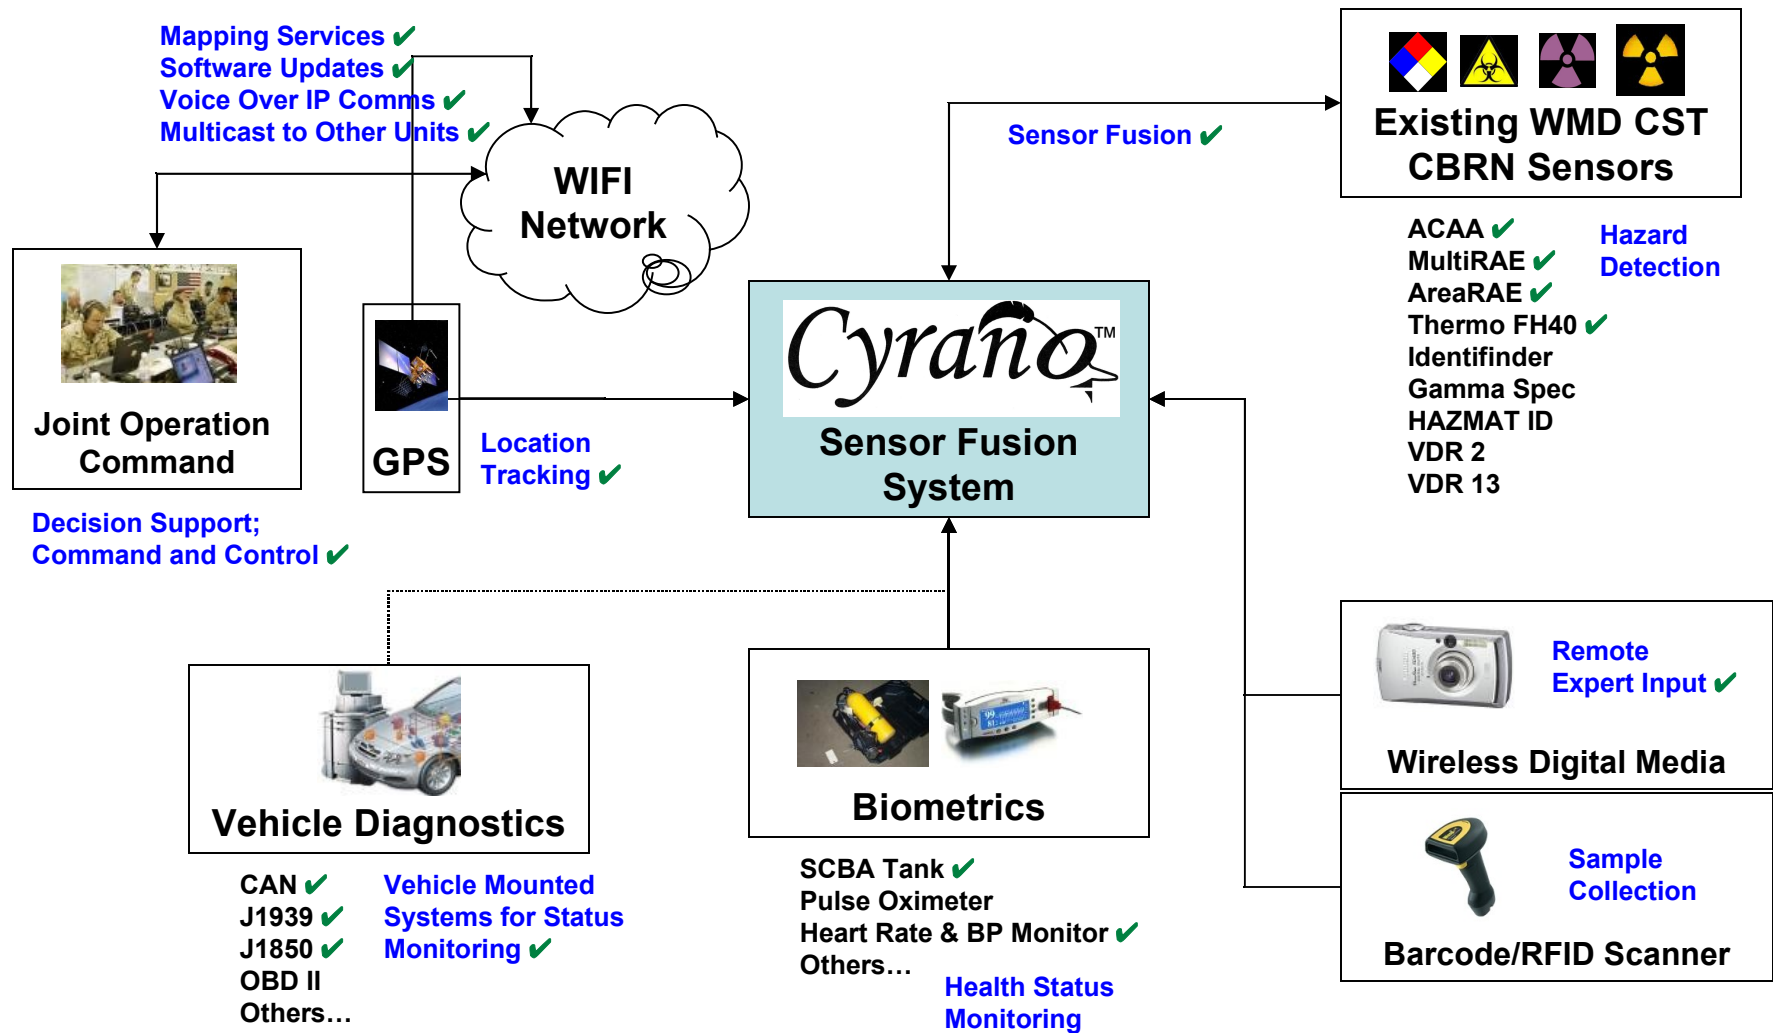 Mapping Services ✔
Software Updates ✔
Voice Over IP Comms ✔
Multicast to Other Units ✔
WIFI
Network
Sensor Fusion ✔
Existing WMD CST
CBRN Sensors
ACAA ✔
MultiRAE ✔
AreaRAE ✔
Thermo FH40 ✔
Identifinder
Gamma Spec
HAZMAT ID
VDR 2
VDR 13
Hazard
Detection
Joint Operation
Command
Decision Support;
Command and Control ✔
GPS
Location
Tracking ✔
Cyrano™
Sensor Fusion
System
Vehicle Diagnostics
CAN ✔
J1939 ✔
J1850 ✔
OBD II
Others…
Vehicle Mounted
Systems for Status
Monitoring ✔
99
Biometrics
SCBA Tank ✔
Pulse Oximeter
Heart Rate & BP Monitor ✔
Others…
Health Status
Monitoring
Remote
Expert Input ✔
Wireless Digital Media
Sample
Collection
Barcode/RFID Scanner